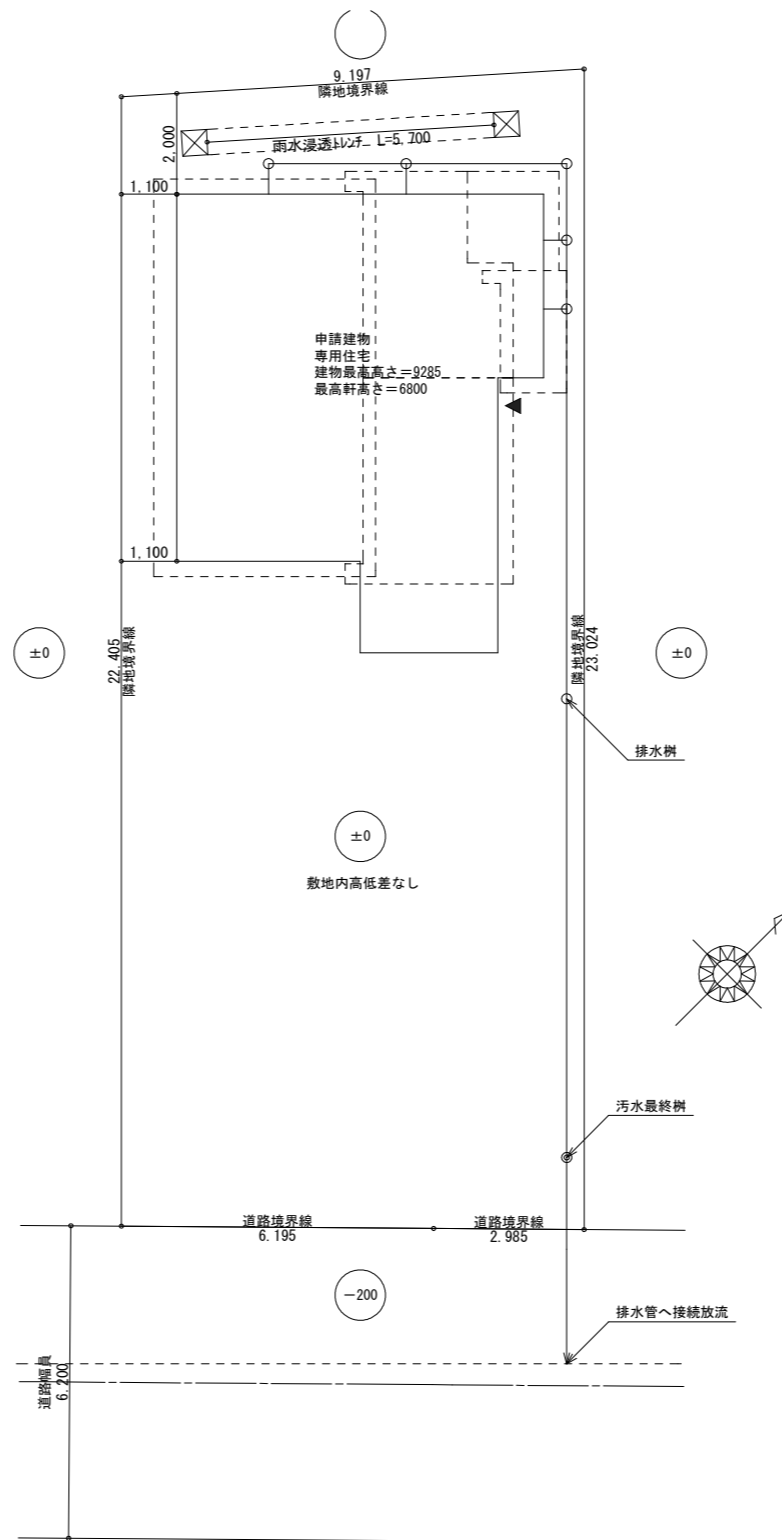 9.197
隣地境界線
雨水浸透ﾄﾚﾝﾁ L=5,700
2,000
1,100
申請建物
専用住宅
建物最高高さ=9285
最高軒高さ=6800
1,100
±0
22.405
隣地境界線
隣地境界線
23.024
±0
排水桝
±0
敷地内高低差なし
汚水最終桝
道路境界線
6.195
道路境界線
2.985
-200
排水管へ接続放流
道路幅員
6.200